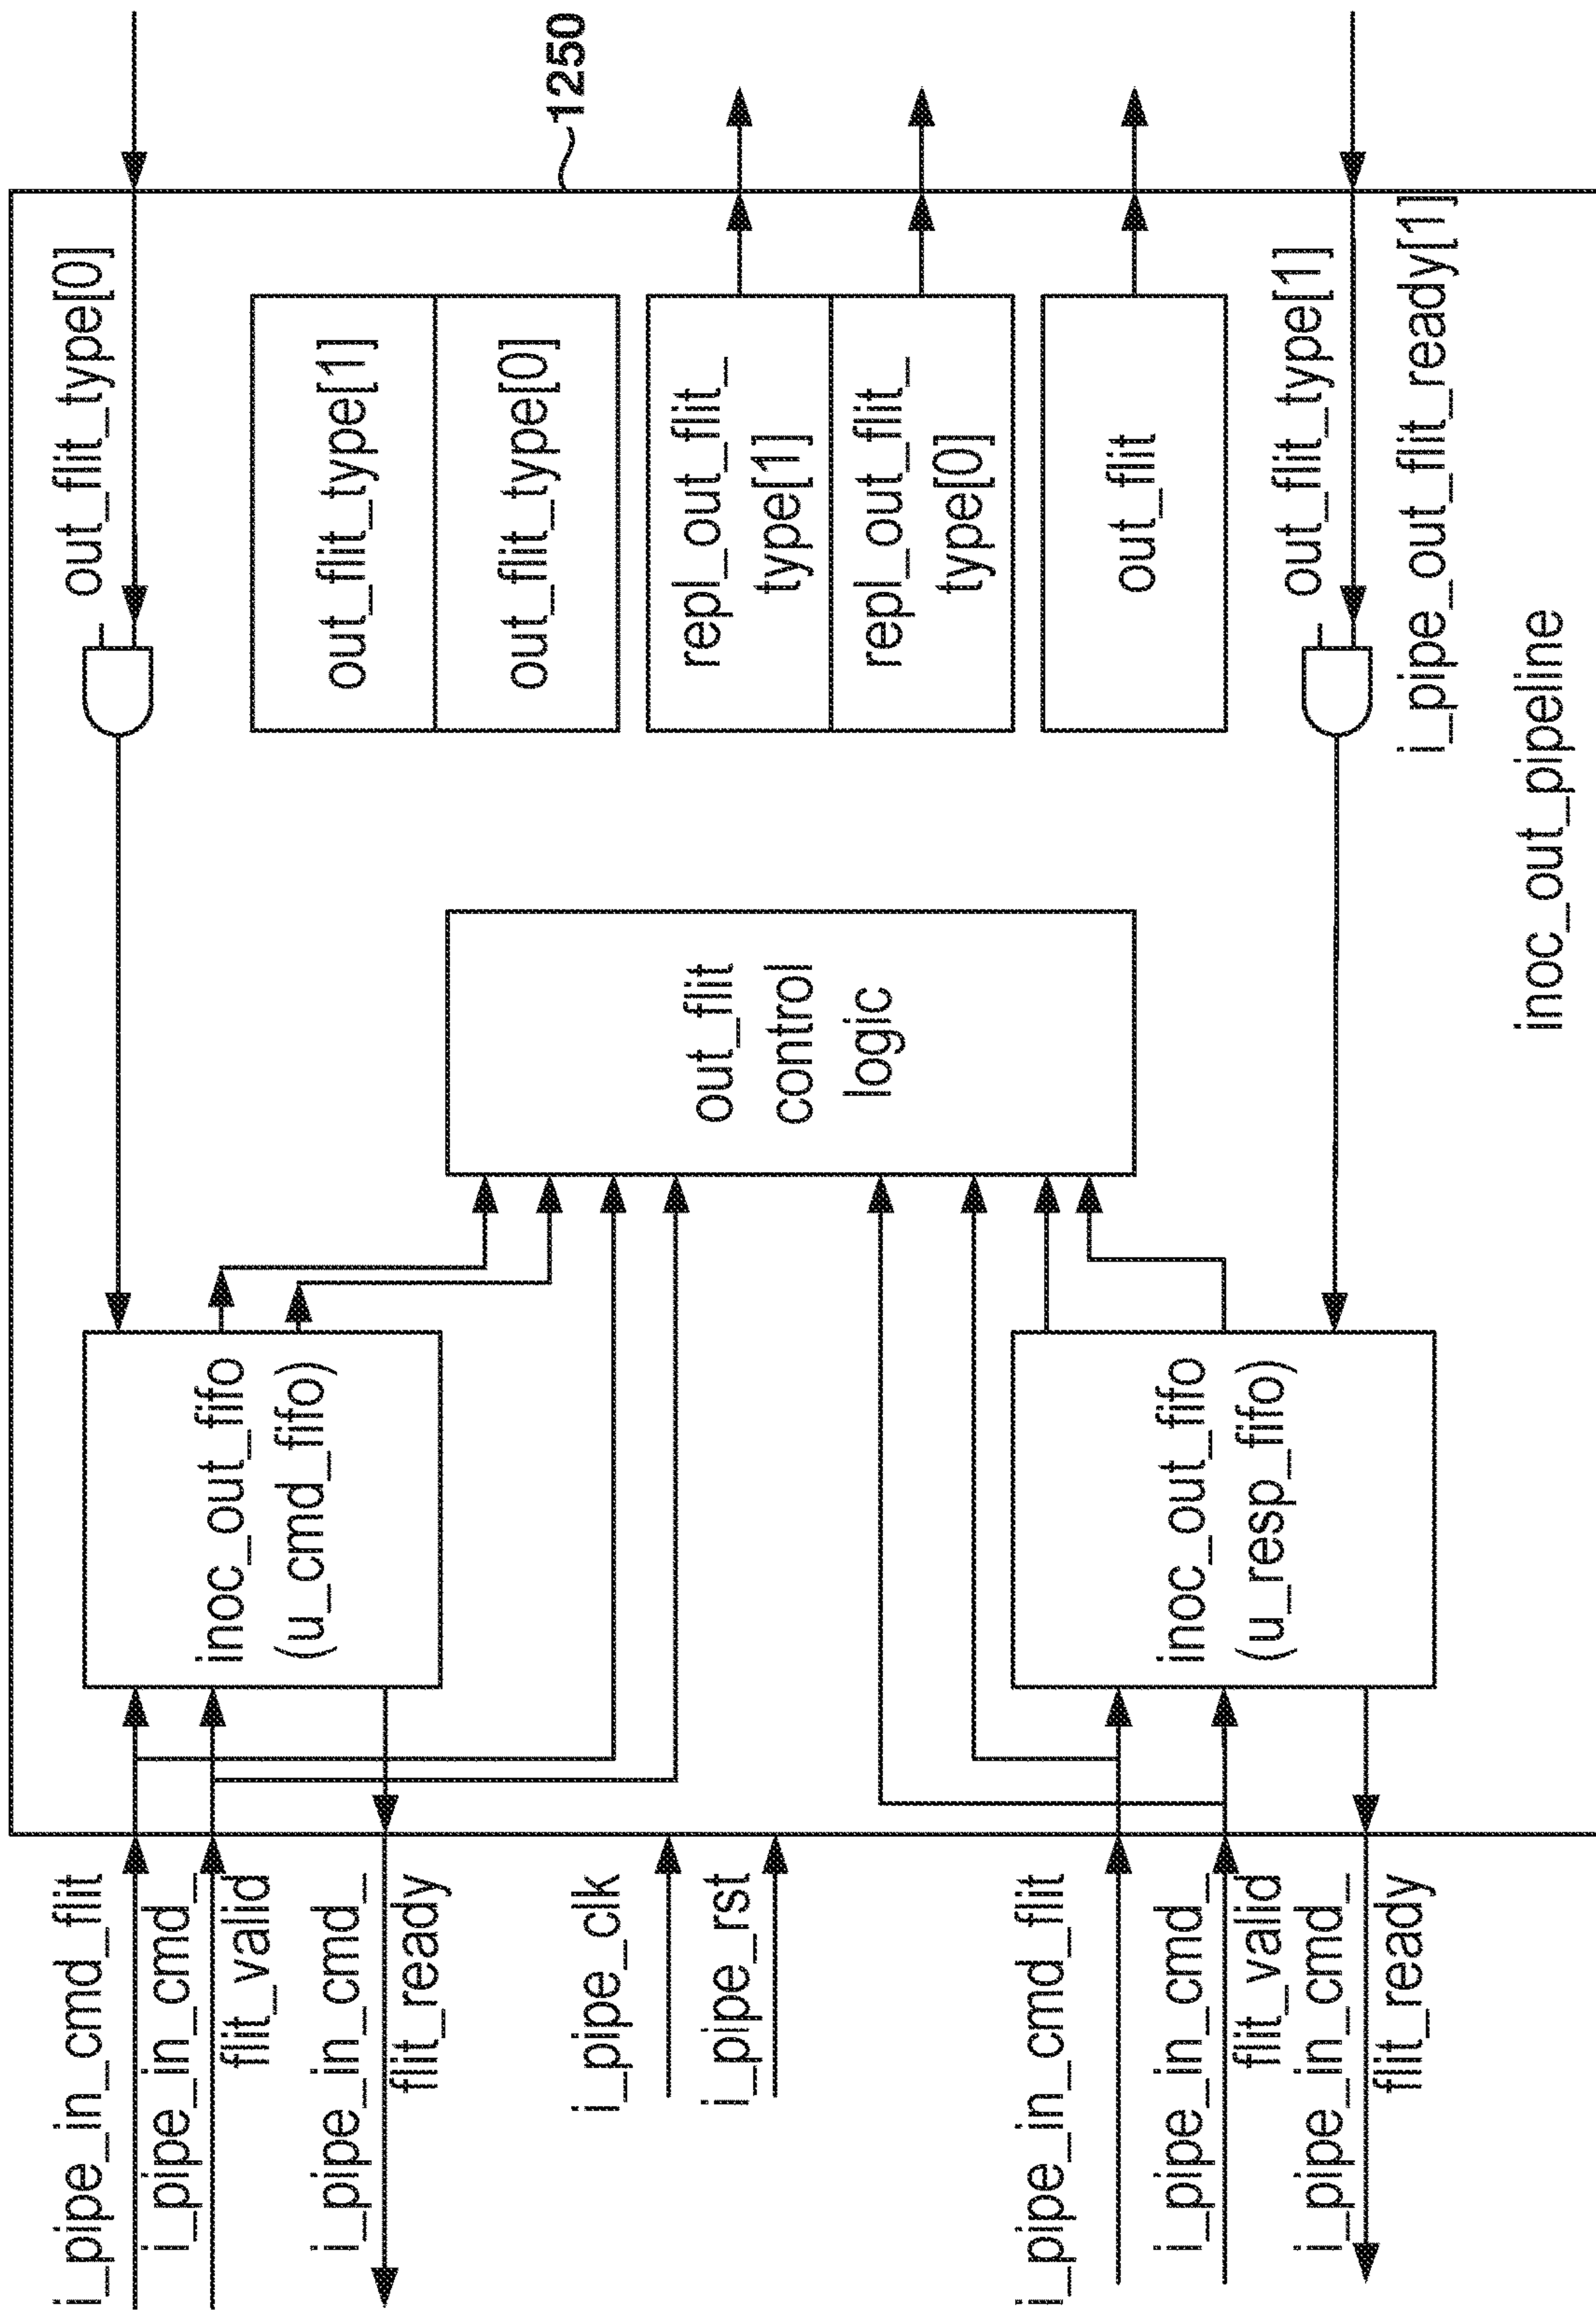 i_pipe_in_cmd_flit
i_pipe_in_cmd_
flit_valid
i_pipe_in_cmd_
flit_ready
i_pipe_clk
i_pipe_rst
i_pipe_in_cmd_flit
i_pipe_in_cmd_
flit_valid
i_pipe_in_cmd_
flit_ready
inoc_out_fifo
(u_cmd_fifo)
inoc_out_fifo
(u_resp_fifo)
out_flit
control
logic
out_flit_type[0]
out_flit_type[1]
out_flit_type[0]
repl_out_flit_
type[1]
repl_out_flit_
type[0]
out_flit
out_flit_type[1]
i_pipe_out_flit_ready[1]
inoc_out_pipeline
1250